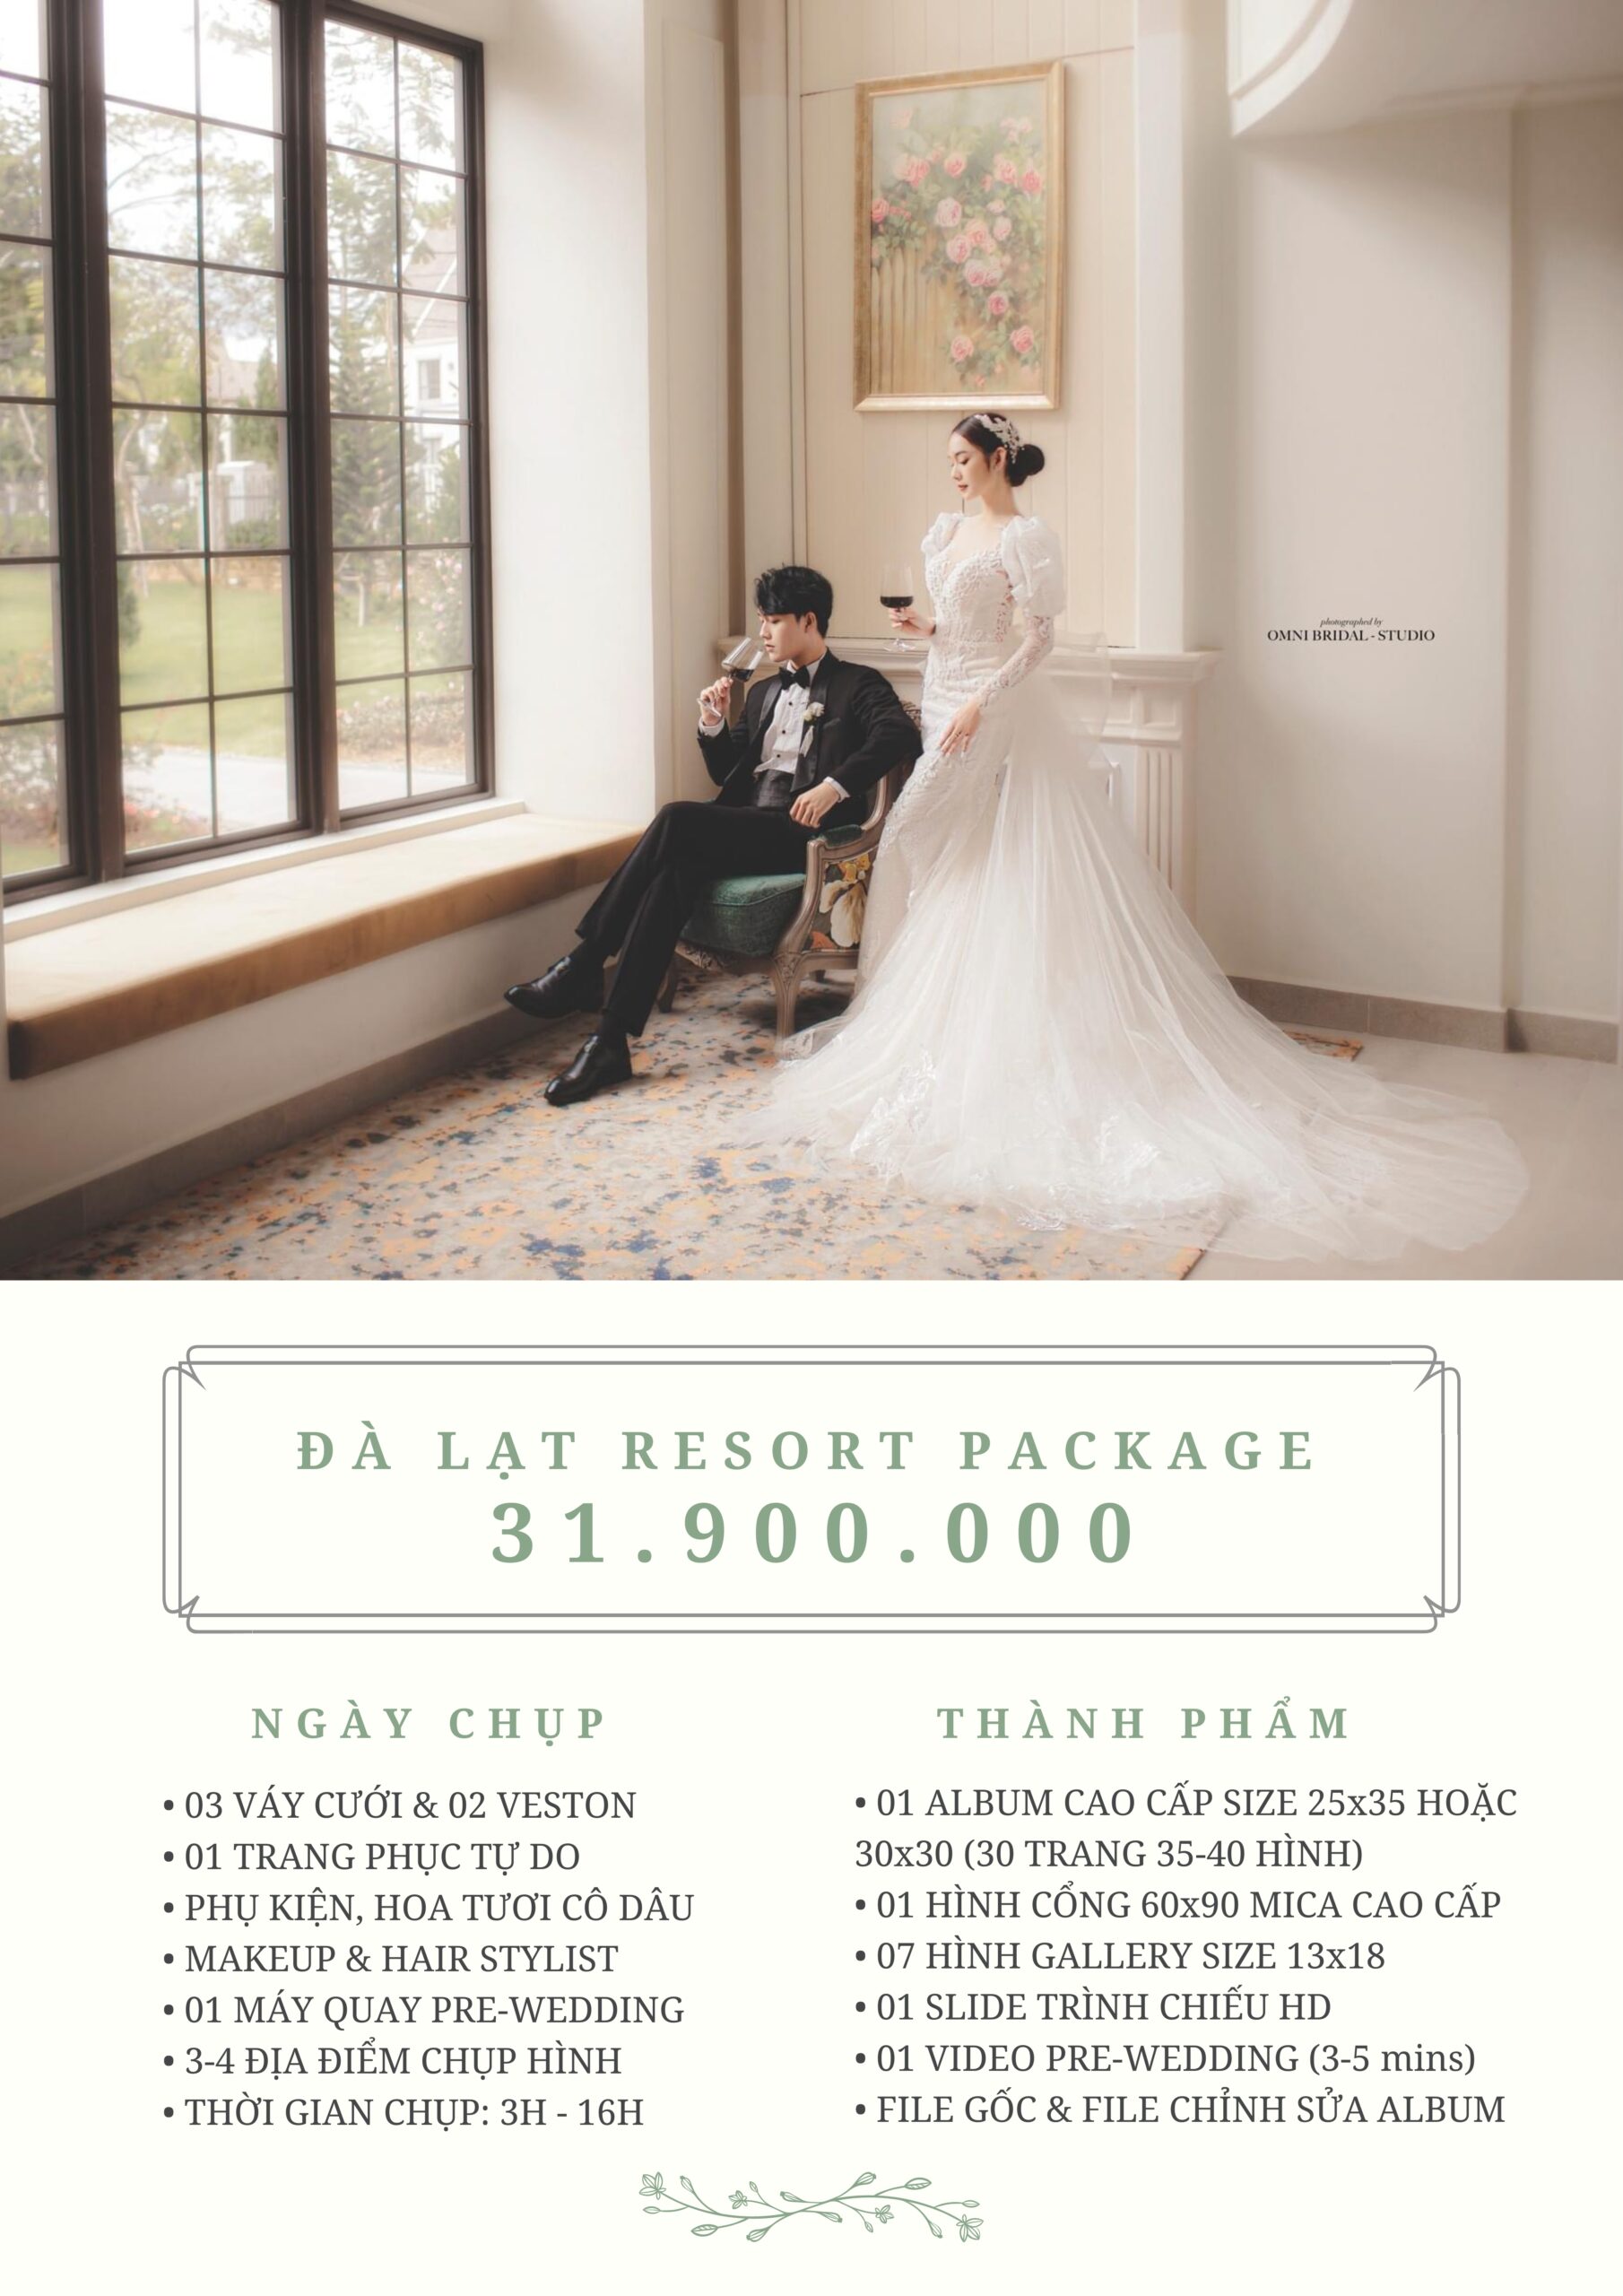 photographed by
OMNI BRIDAL - STUDIO
ĐÀ LẠT RESORT PACKAGE
31.900.000
NGÀY CHỤP
• 03 VÁY CƯỚI & 02 VESTON
• 01 TRANG PHỤC TỰ DO
• PHỤ KIỆN, HOA TƯƠI CÔ DÂU
• MAKEUP & HAIR STYLIST
• 01 MÁY QUAY PRE-WEDDING
• 3-4 ĐỊA ĐIỂM CHỤP HÌNH
• THỜI GIAN CHỤP: 3H - 16H
THÀNH PHẨM
• 01 ALBUM CAO CẤP SIZE 25x35 HOẶC
30x30 (30 TRANG 35-40 HÌNH)
• 01 HÌNH CỔNG 60x90 MICA CAO CẤP
• 07 HÌNH GALLERY SIZE 13x18
• 01 SLIDE TRÌNH CHIẾU HD
• 01 VIDEO PRE-WEDDING (3-5 mins)
• FILE GỐC & FILE CHỈNH SỬA ALBUM